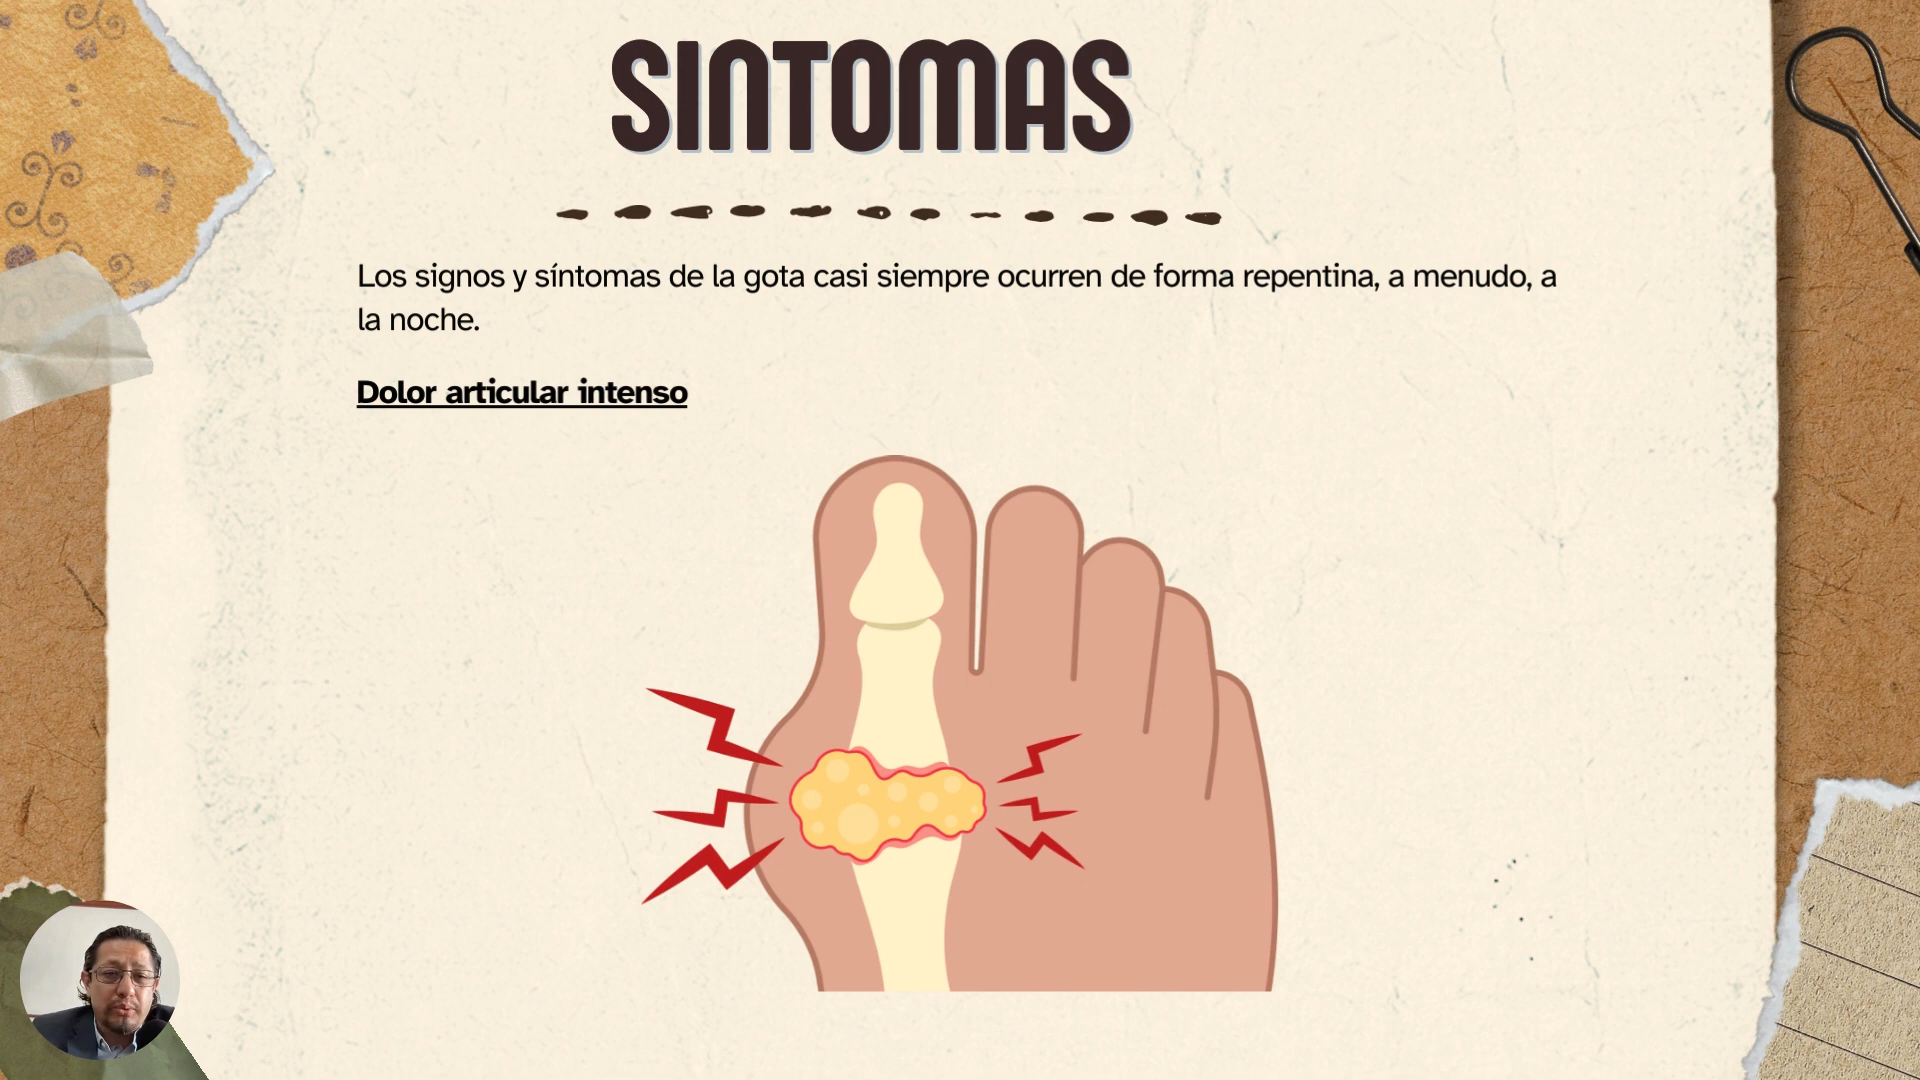 SINTOMAS
Los signos y síntomas de la gota casi siempre ocurren de forma repentina, a menudo, a
la noche.
Dolor articular intenso